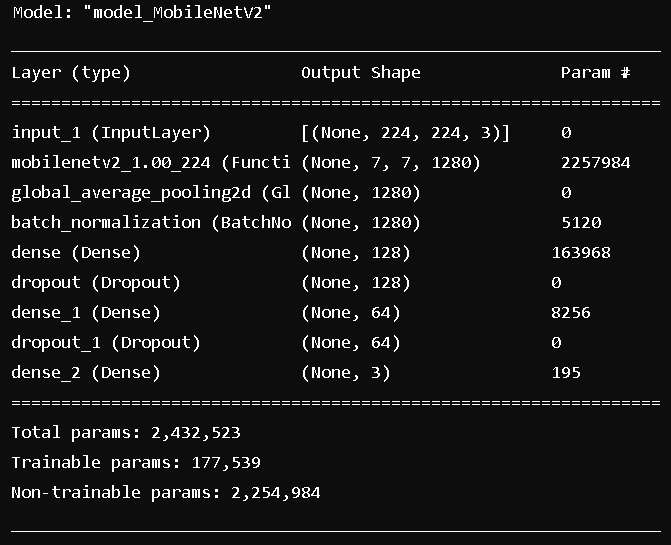 Model: "model_MobileNetV2"
_________________________________________________________________
Layer (type)                 Output Shape              Param #
=================================================================
input_1 (InputLayer)         [(None, 224, 224, 3)]     0
mobilenetv2_1.00_224 (Functi (None, 7, 7, 1280)        2257984
global_average_pooling2d (Gl (None, 1280)              0
batch_normalization (BatchNo (None, 1280)              5120
dense (Dense)                (None, 128)              163968
dropout (Dropout)            (None, 128)              0
dense_1 (Dense)              (None, 64)               8256
dropout_1 (Dropout)          (None, 64)               0
dense_2 (Dense)              (None, 3)                195
=================================================================
Total params: 2,432,523
Trainable params: 177,539
Non-trainable params: 2,254,984
_________________________________________________________________